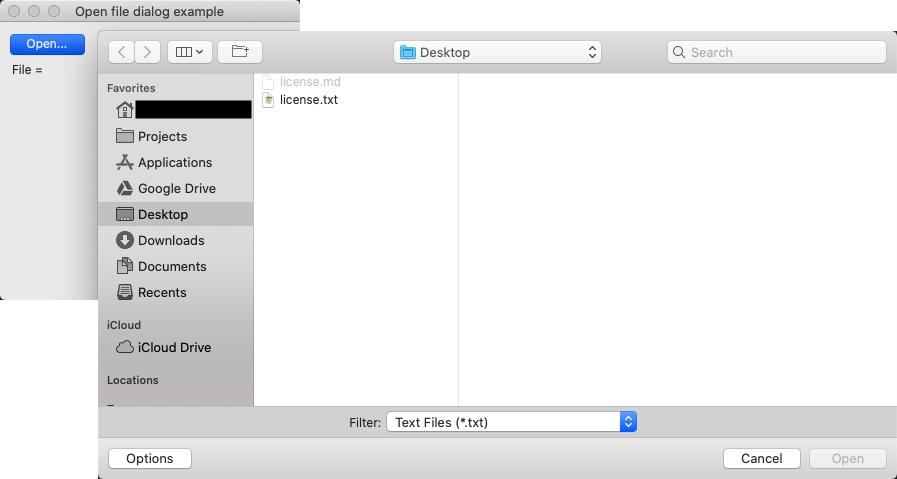 Open file dialog example
Open...
File =
Desktop
Search
Favorites
Projects
Applications
Google Drive
Desktop
Downloads
Documents
Recents
iCloud
iCloud Drive
Locations
license.md
license.txt
Filter: Text Files (*.txt)
Options
Cancel
Open